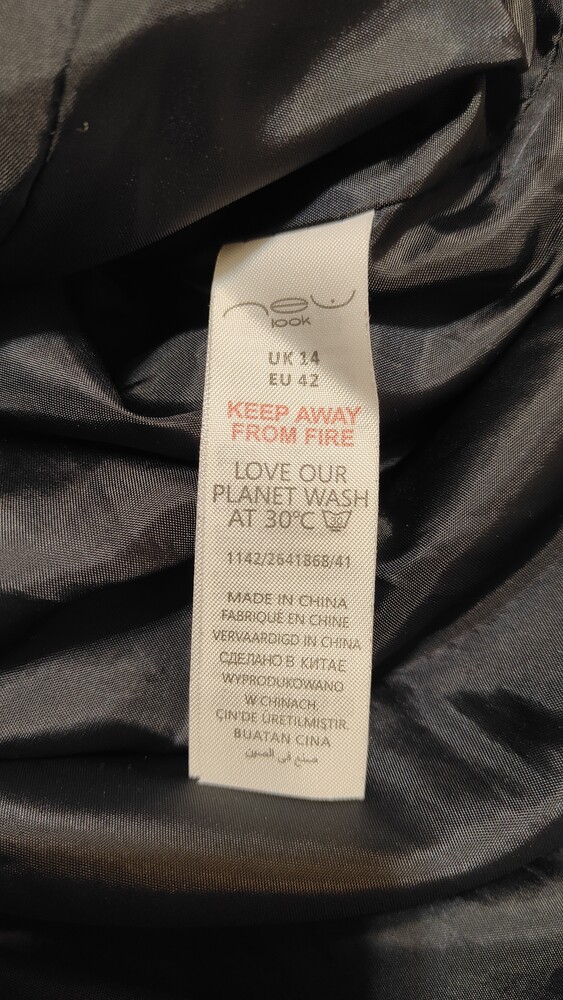 new
look
UK 14
EU 42
KEEP AWAY
FROM FIRE
LOVE OUR
PLANET WASH
AT 30°C 30
1142/2641868/41
MADE IN CHINA
FABRIQUÉ EN CHINE
VERVAARDIGD IN CHINA
СДЕЛАНО В КИТАЕ
WYPRODUKOWANO
W CHINACH
ÇIN'DE ÜRETILMIŞTIR.
BUATAN CINA
صنع في الصين